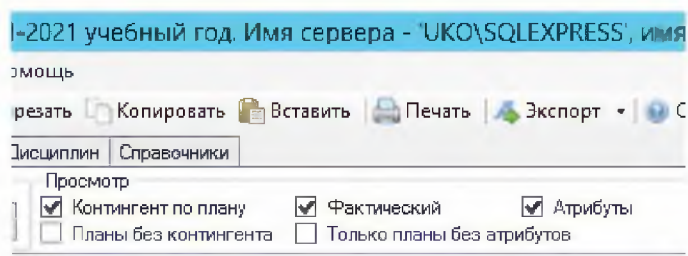 -2021 учебный год. Имя сервера - 'UKO\SQLEXPRESS', имя
омощь
резать Копировать Вставить Печать Экспорт С
Дисциплин Справочники
Просмотр
Контингент по плану Фактический Атрибуты
Планы без контингента Только планы без атрибутов